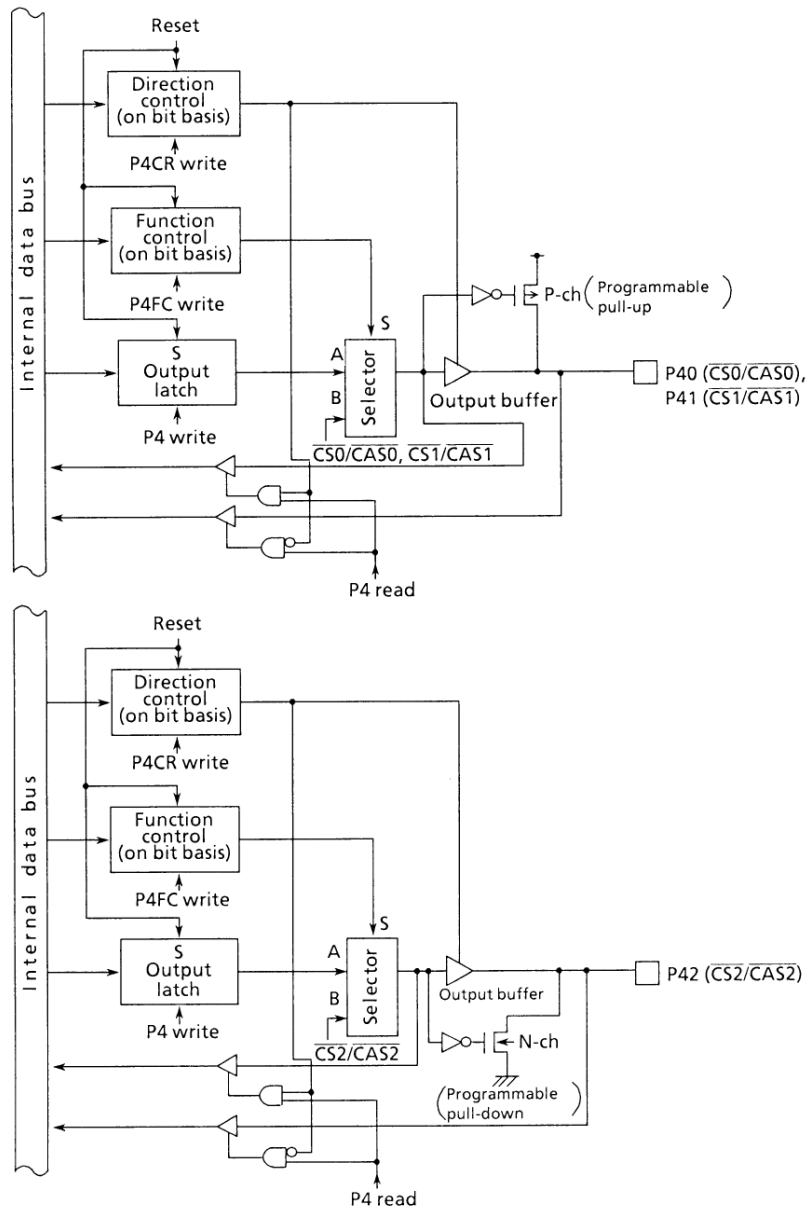 Reset
Direction
control
(on bit basis)
P4CR write
Internal data bus
Function
control
(on bit basis)
P4FC write
P-ch (Programmable
pull-up)
S
S
Output
latch
A
B
Selector
Output buffer
P40 (CS0/CAS0),
P41 (CS1/CAS1)
P4 write
CS0/CAS0, CS1/CAS1
P4 read
Reset
Direction
control
(on bit basis)
P4CR write
Internal data bus
Function
control
(on bit basis)
P4FC write
S
S
Output
latch
A
B
Selector
Output buffer
P42 (CS2/CAS2)
P4 write
N-ch
CS2/CAS2
(Programmable
pull-down)
P4 read